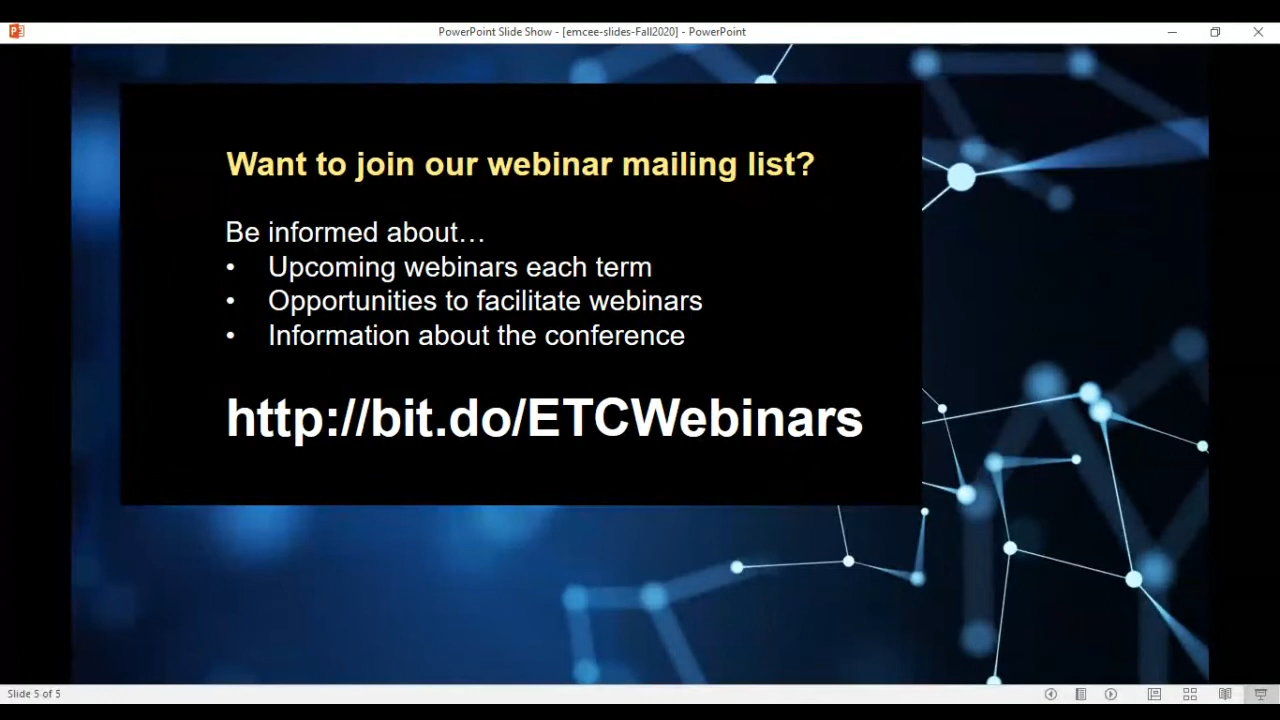 PowerPoint Slide Show - [emcee-slides-Fall2020] - PowerPoint
Want to join our webinar mailing list?
Be informed about…
• Upcoming webinars each term
• Opportunities to facilitate webinars
• Information about the conference
http://bit.do/ETCWebinars
Slide 5 of 5